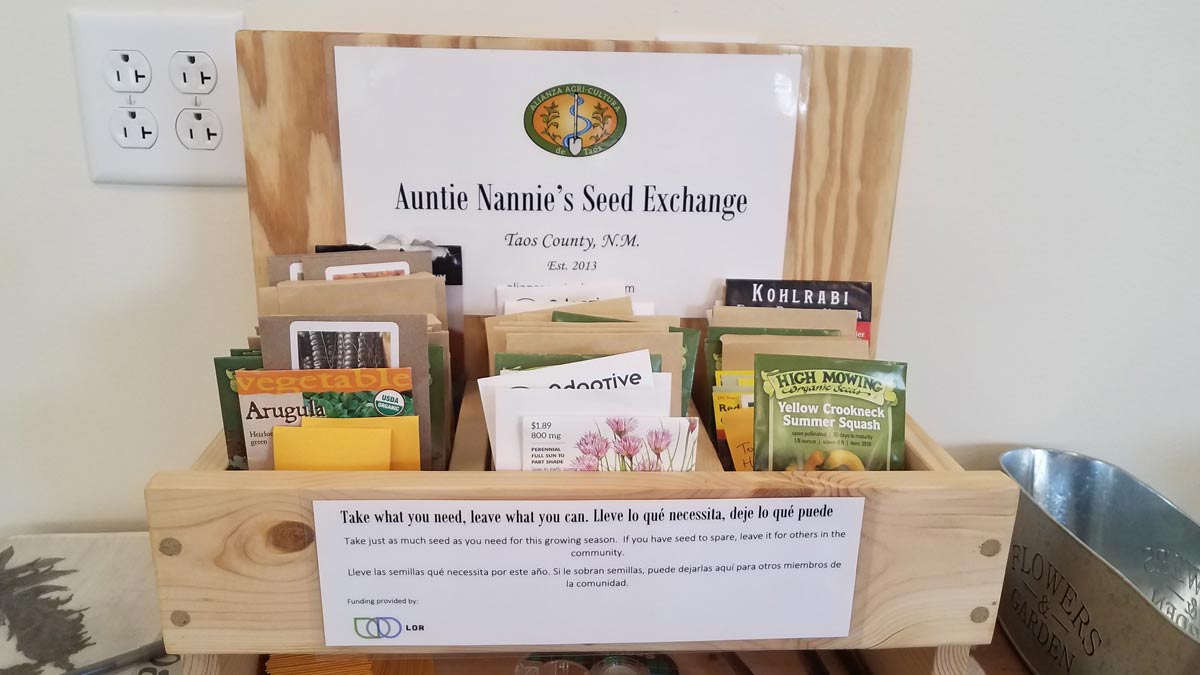 ALIANZA AGRI-CULTURA
de Taos
Auntie Nannie's Seed Exchange
Taos County, N.M.
Est. 2013
KOHLRABI
adaptive
vegetable
Arugula
Heirloom
green
USDA
ORGANIC
$1.89
800 mg
PERENNIAL
FULL SUN TO
PART SHADE
HIGH MOWING
Organic Seeds
Yellow Crookneck
Summer Squash
open-pollinated
Take what you need, leave what you can. Lleve lo qué necessita, deje lo qué puede
Take just as much seed as you need for this growing season. If you have seed to spare, leave it for others in the
community.
Lleve las semillas qué necessita por este año. Si le sobran semillas, puede dejarlas aquí para otros miembros de
la comunidad.
Funding provided by:
LOR
FLOWERS
&
GARDEN